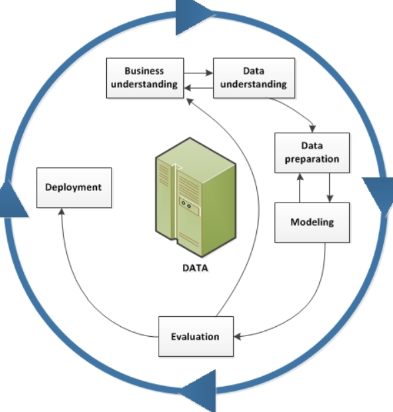 Business
understanding
Data
understanding
Data
preparation
Deployment
Modeling
DATA
Evaluation